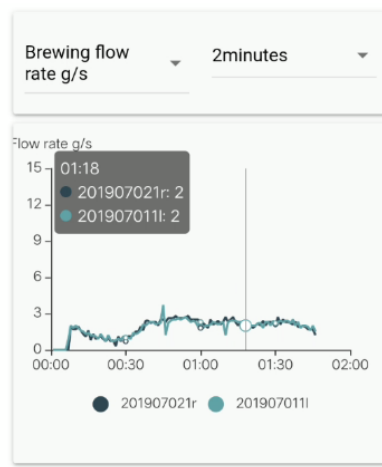 Brewing flow
rate g/s
2minutes
Flow rate g/s
01:18
201907021r: 2
201907011l: 2
15
12
9
6
3
0
00:00 00:30 01:00 01:30 02:00
201907021r 201907011l